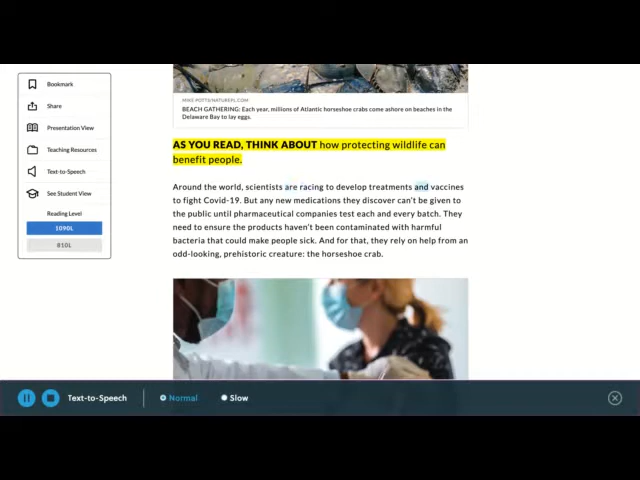 Bookmark
Share
Presentation View
Teaching Resources
Text-to-Speech
See Student View
Reading Level
1090L
810L
MIKE POTTS/NATUREPL.COM
BEACH GATHERING: Each year, millions of Atlantic horseshoe crabs come ashore on beaches in the
Delaware Bay to lay eggs.
AS YOU READ, THINK ABOUT how protecting wildlife can
benefit people.
Around the world, scientists are racing to develop treatments and vaccines
to fight Covid-19. But any new medications they discover can't be given to
the public until pharmaceutical companies test each and every batch. They
need to ensure the products haven't been contaminated with harmful
bacteria that could make people sick. And for that, they rely on help from an
odd-looking, prehistoric creature: the horseshoe crab.
Text-to-Speech
Normal
Slow